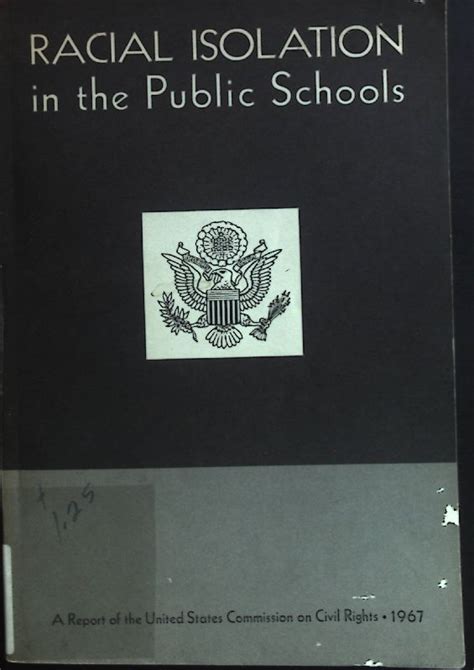 RACIAL ISOLATION
in the Public Schools
+
1.25
A Report of the United States Commission on Civil Rights • 1967